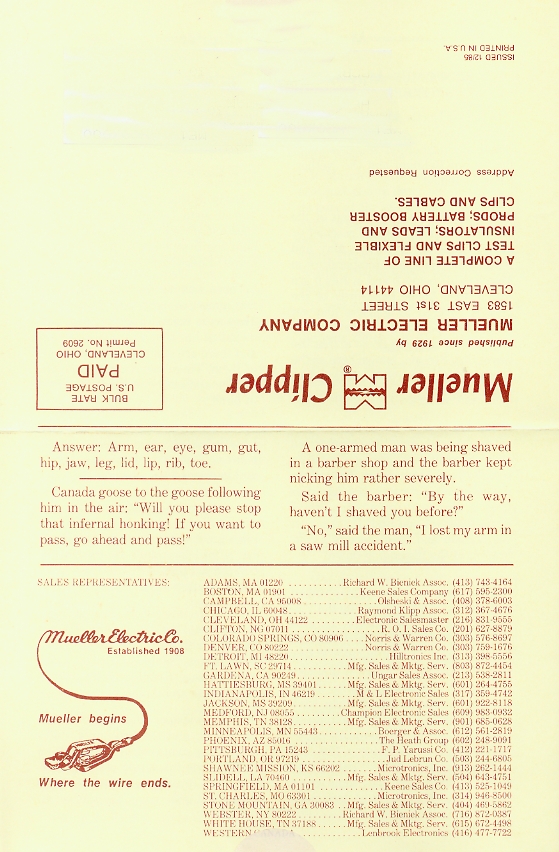 ISSUED 12/85
PRINTED IN U.S.A.
Mueller Clipper®
Published since 1929 by
MUELLER ELECTRIC COMPANY
1583 EAST 31st STREET
CLEVELAND, OHIO 44114
A COMPLETE LINE OF
TEST CLIPS AND FLEXIBLE
INSULATORS; LEADS AND
PRODS; BATTERY BOOSTER
CLIPS AND CABLES.
Address Correction Requested
BULK RATE
U.S. POSTAGE
PAID
CLEVELAND, OHIO
Permit No. 2609
Answer: Arm, ear, eye, gum, gut,
hip, jaw, leg, lid, lip, rib, toe.
Canada goose to the goose following
him in the air: "Will you please stop
that infernal honking! If you want to
pass, go ahead and pass!"
A one-armed man was being shaved
in a barber shop and the barber kept
nicking him rather severely.
Said the barber: "By the way,
haven't I shaved you before?"
"No," said the man, "I lost my arm in
a saw mill accident."
SALES REPRESENTATIVES:
Mueller Electric Co.
Established 1908
Mueller begins
Where the wire ends.
ADAMS, MA 01220 ..........Richard W. Bieniek Assoc. (413) 743-4164
BOSTON, MA 01901 ................Keene Sales Company (617) 595-2300
CAMPBELL, CA 95008 ..................Olsheski & Assoc. (408) 378-6003
CHICAGO, IL 60048 ...............Raymond Klipp Assoc. (312) 367-4676
CLEVELAND, OH 44122 ..........Electronic Salesmaster (216) 831-9555
CLIFTON, NG 07011 ....................R. O. I. Sales Co. (201) 627-8879
COLORADO SPRINGS, CO 80906 ....Norris & Warren Co. (303) 576-8697
DENVER, CO 80222 ...............Norris & Warren Co. (303) 759-1676
DETROIT, MI 48220 ....................Hilltronics Inc. (313) 398-5556
FT. LAWN, SC 29714 ............Mfg. Sales & Mktg. Serv. (803) 872-4454
GARDENA, CA 90249 ..................Ungar Sales Assoc. (213) 538-2811
HATTIESBURG, MS 39401 .....Mfg. Sales & Mktg. Serv. (601) 264-4755
INDIANAPOLIS, IN 46219 ........M & L Electronic Sales (317) 359-4742
JACKSON, MS 39209 ............Mfg. Sales & Mktg. Serv. (601) 922-8118
MEDFORD, NJ 08055 ........Champion Electronic Sales (609) 983-0932
MEMPHIS, TN 38128 ............Mfg. Sales & Mktg. Serv. (901) 685-0628
MINNEAPOLIS, MN 55443 ............Boerger & Assoc. (612) 561-2819
PHOENIX, AZ 85016 ..................The Heath Group (602) 248-9091
PITTSBURGH, PA 15243 ................F. P. Yarussi Co. (412) 221-1717
PORTLAND, OR 97219 ..................Jud Lebrun Co. (503) 244-6805
SHAWNEE MISSION, KS 66202 .....Microtronics, Inc. (913) 262-1444
SLIDELL, LA 70460 ............Mfg. Sales & Mktg. Serv. (504) 643-4751
SPRINGFIELD, MA 01101 .............Keene Sales Co. (413) 525-1049
ST. CHARLES, MO 63301 ............Microtronics, Inc. (314) 946-8500
STONE MOUNTAIN, GA 30083 ..Mfg. Sales & Mktg. Serv. (404) 469-5862
WEBSTER, NY 80222 ........Richard W. Bieniek Assoc. (716) 872-0387
WHITE HOUSE, TN 37188 ....Mfg. Sales & Mktg. Serv. (615) 672-4498
WESTERN ..............Lenbrook Electronics (416) 477-7722